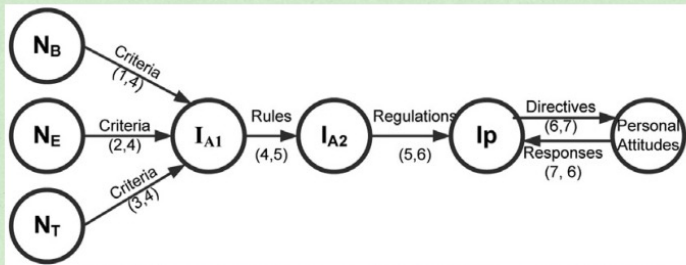 N_B
Criteria
(1,4)
N_E
Criteria
(2,4)
N_T
Criteria
(3,4)
I_A1
Rules
(4,5)
I_A2
Regulations
(5,6)
Ip
Directives
(6,7)
Responses
(7, 6)
Personal
Attitudes